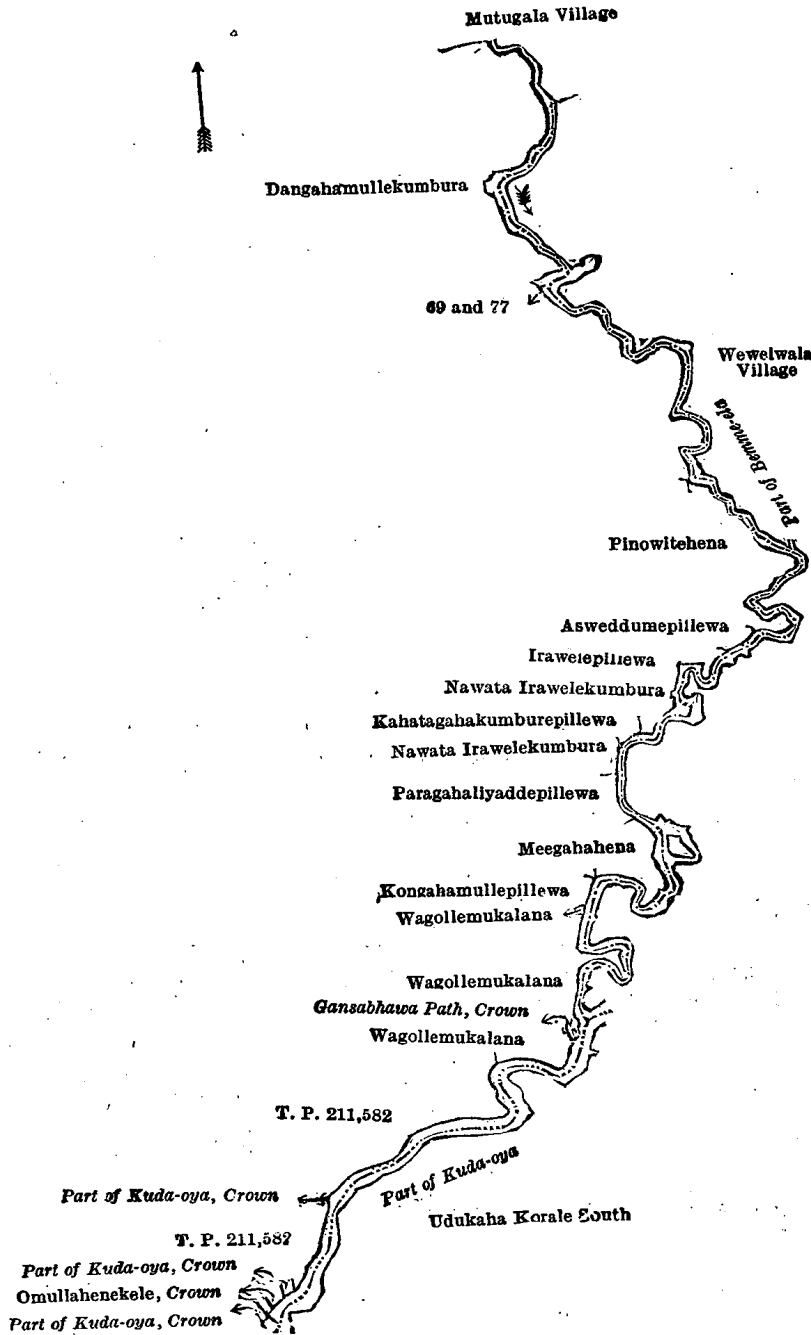 Mutugala Village
Dangahamullekumbura
69 and 77
Wewelwala
Village
Part of Bemme-ela
Pinowitehena
Asweddumepillewa
Irawelepillewa
Nawata Irawelekumbura
Kahatagahakumburepillewa
Nawata Irawelekumbura
Paragahaliyaddepillewa
Meegahahena
Kongahamullepillewa
Wagollemukalana
Wagollemukalana
Gansabhawa Path, Crown
Wagollemukalana
T. P. 211,582
Part of Kuda-oya
Part of Kuda-oya, Crown
Udukaha Korale South
T. P. 211,582
Part of Kuda-oya, Crown
Omullahenekele, Crown
Part of Kuda-oya, Crown